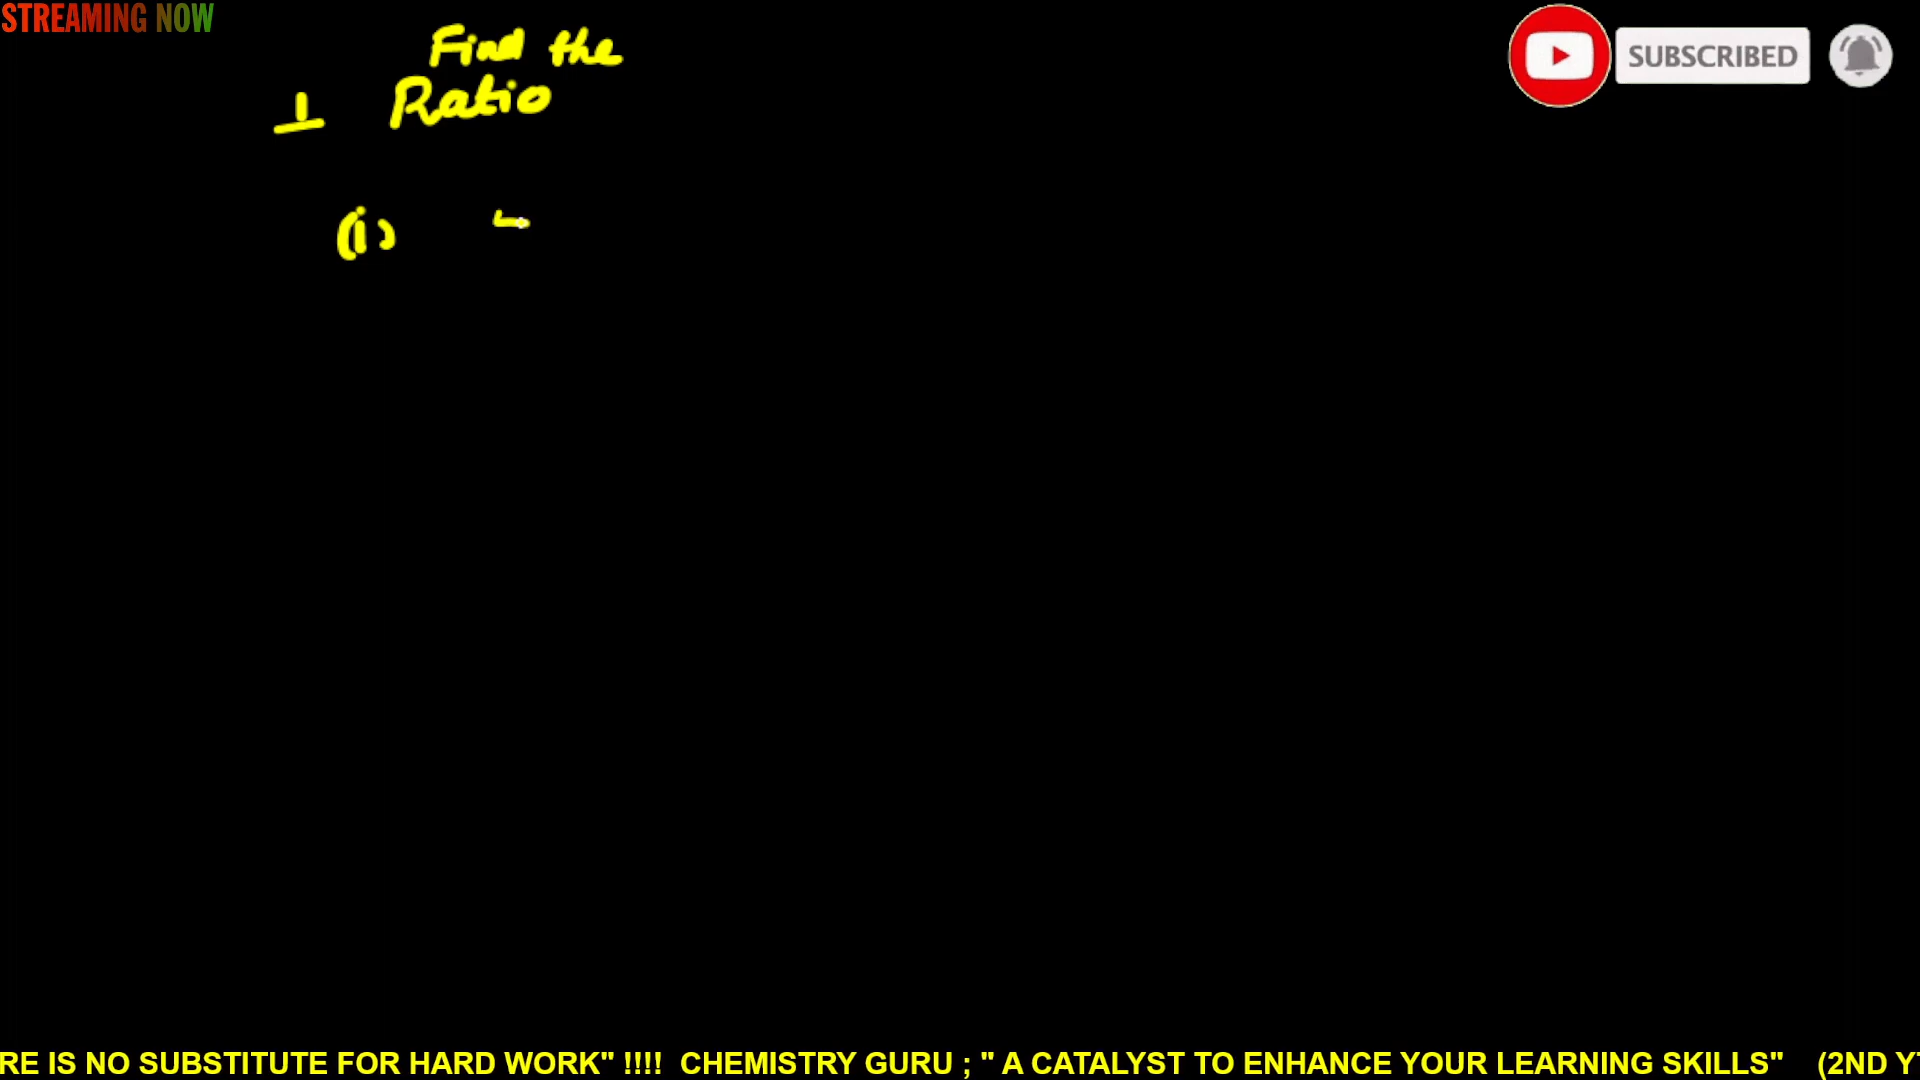 STREAMING NOW
Find the
1 Ratio
SUBSCRIBED
(i)
RE IS NO SUBSTITUTE FOR HARD WORK" !!!! CHEMISTRY GURU ; " A CATALYST TO ENHANCE YOUR LEARNING SKILLS" (2ND YT